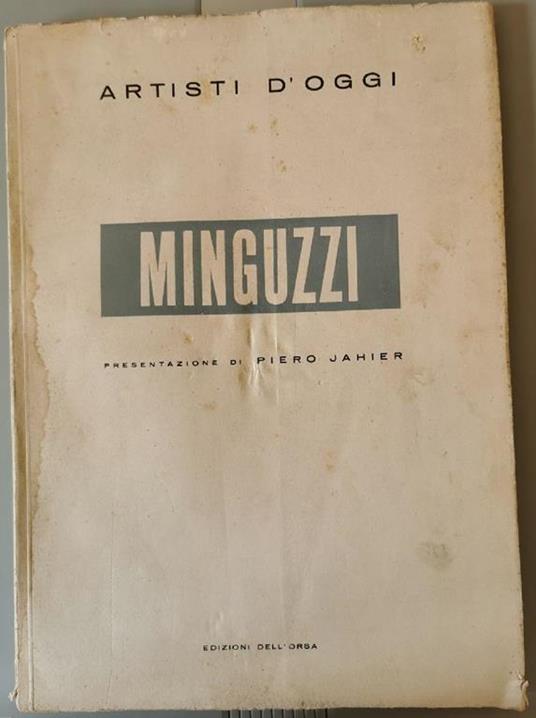 ARTISTI D'OGGI
MINGUZZI
PRESENTAZIONE DI PIERO JAHIER
EDIZIONI DELL'ORSA